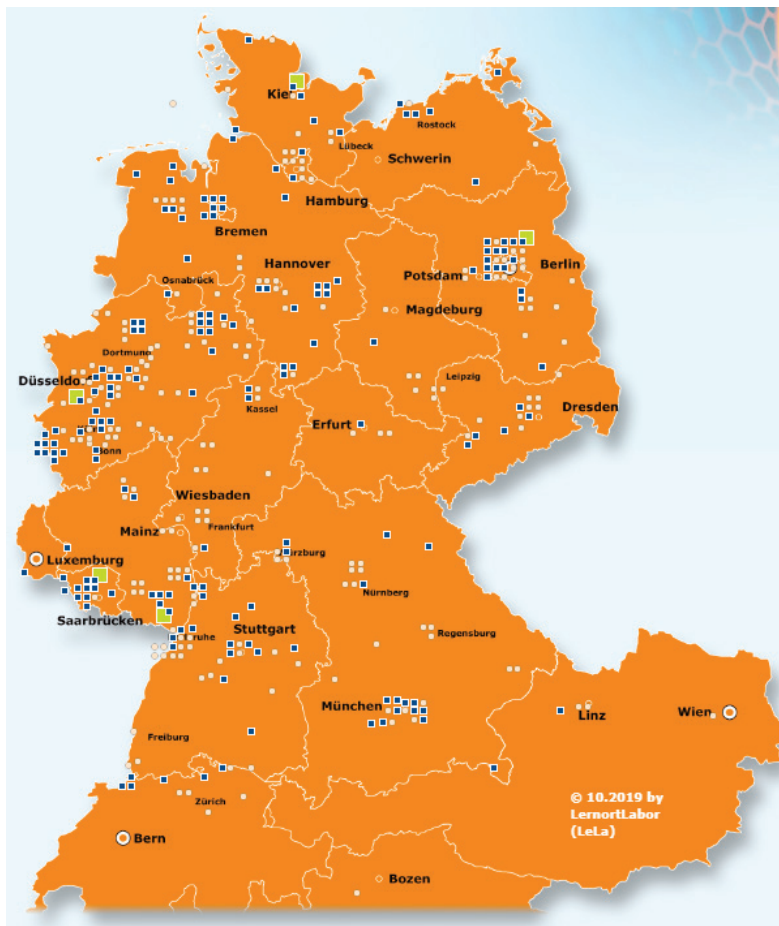 Kiel
Rostock
Lübeck
Schwerin
Hamburg
Bremen
Hannover
Berlin
Potsdam
Osnabrück
Magdeburg
Dortmund
Düsseldo
Leipzig
Kassel
Dresden
Erfurt
Bonn
Wiesbaden
Frankfurt
Mainz
Luxemburg
Würzburg
Nürnberg
Saarbrücken
Stuttgart
ruhe
Regensburg
München
Linz
Wien
Freiburg
Zürich
© 10.2019 by
LernortLabor
(LeLa)
Bern
Bozen